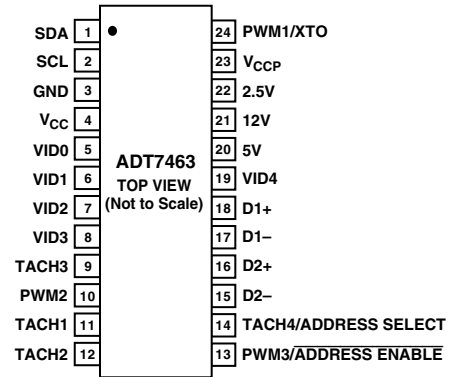 SDA 1 24 PWM1/XTO
SCL 2 23 VCCP
GND 3 22 2.5V
VCC 4 21 12V
VID0 5 20 5V
ADT7463
VID1 6 19 VID4
TOP VIEW
VID2 7 (Not to Scale) 18 D1+
VID3 8 17 D1–
TACH3 9 16 D2+
PWM2 10 15 D2–
TACH1 11 14 TACH4/ADDRESS SELECT
TACH2 12 13 PWM3/ADDRESS ENABLE